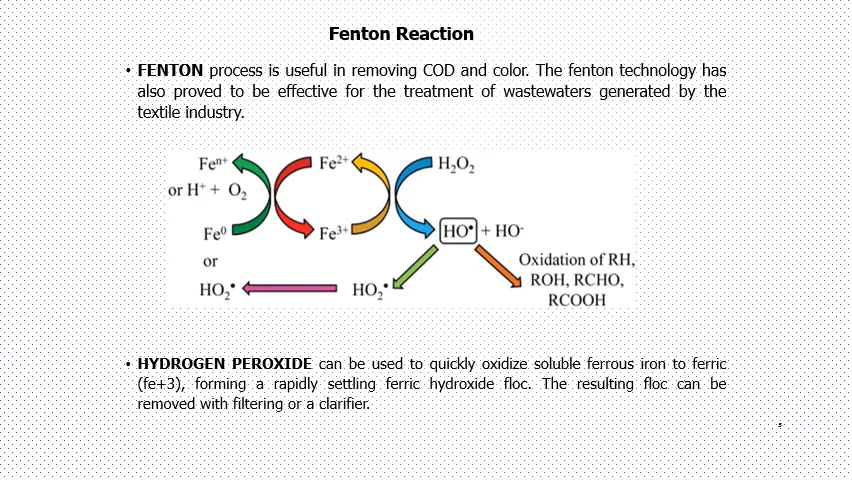 Fenton Reaction
• FENTON process is useful in removing COD and color. The fenton technology has
also proved to be effective for the treatment of wastewaters generated by the
textile industry.
Feⁿ⁺ Fe²⁺ H₂O₂
or H⁺ + O₂
Fe⁰ Fe³⁺ HO• + HO⁻
or Oxidation of RH,
ROH, RCHO,
HO₂• HO₂•
RCOOH
• HYDROGEN PEROXIDE can be used to quickly oxidize soluble ferrous iron to ferric
(fe+3), forming a rapidly settling ferric hydroxide floc. The resulting floc can be
removed with filtering or a clarifier.